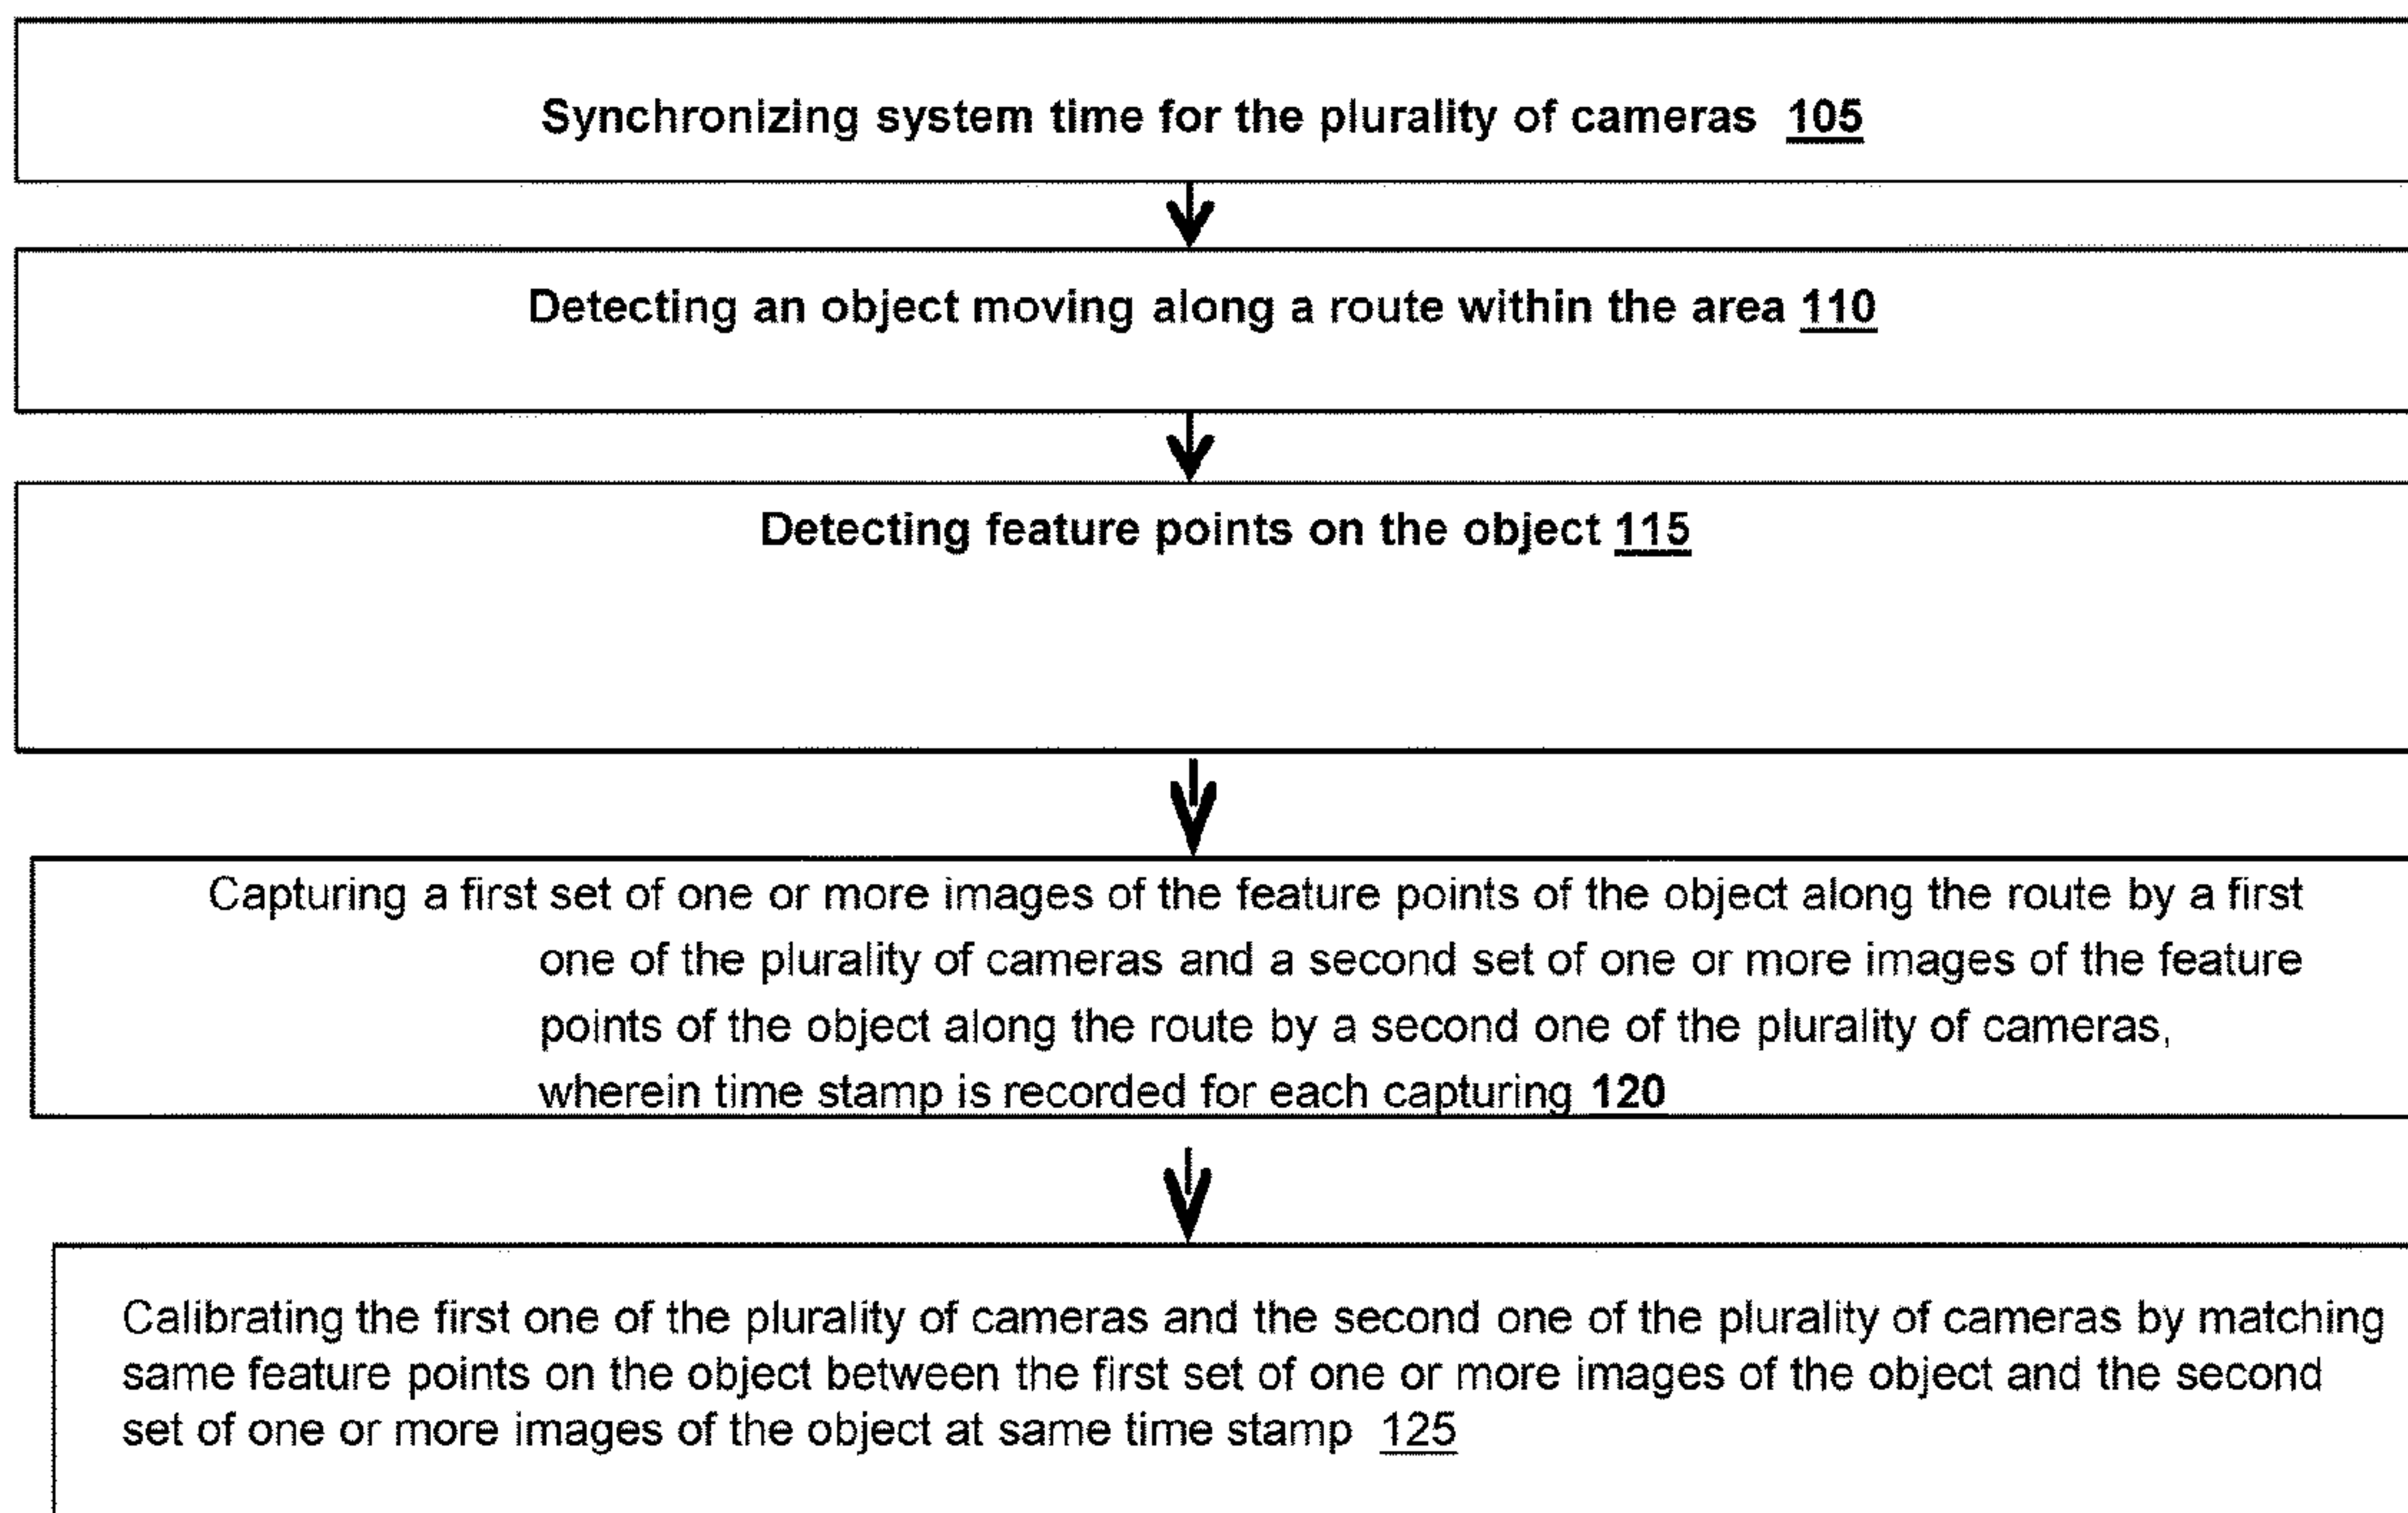 Synchronizing system time for the plurality of cameras 105
Detecting an object moving along a route within the area 110
Detecting feature points on the object 115
Capturing a first set of one or more images of the feature points of the object along the route by a first
one of the plurality of cameras and a second set of one or more images of the feature
points of the object along the route by a second one of the plurality of cameras,
wherein time stamp is recorded for each capturing 120
Calibrating the first one of the plurality of cameras and the second one of the plurality of cameras by matching
same feature points on the object between the first set of one or more images of the object and the second
set of one or more images of the object at same time stamp 125